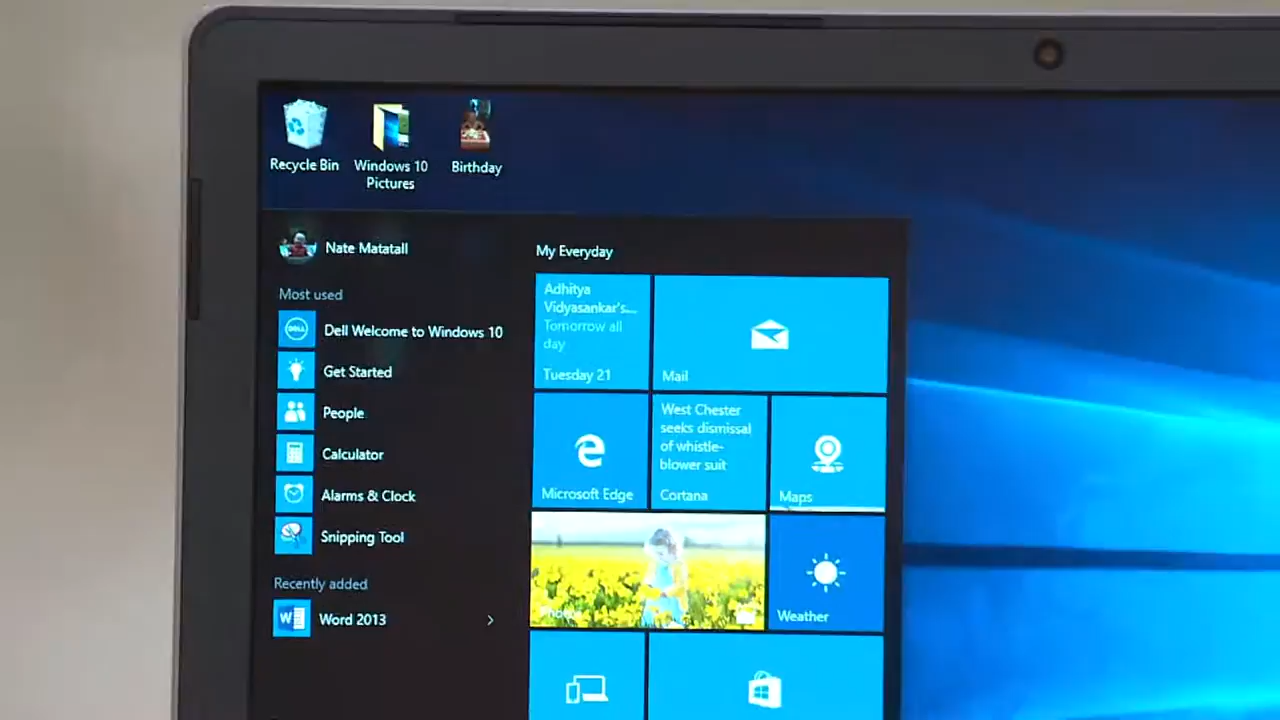 Recycle Bin
Windows 10
Pictures
Birthday
Nate Matatall
Most used
DELL
Dell Welcome to Windows 10
Get Started
People
Calculator
Alarms & Clock
Snipping Tool
Recently added
W
Word 2013
My Everyday
Adhitya
Vidyasankar's...
Tomorrow all
day
Tuesday 21
Mail
Microsoft Edge
West Chester
seeks dismissal
of whistle-
blower suit
Cortana
Maps
Photos
Weather